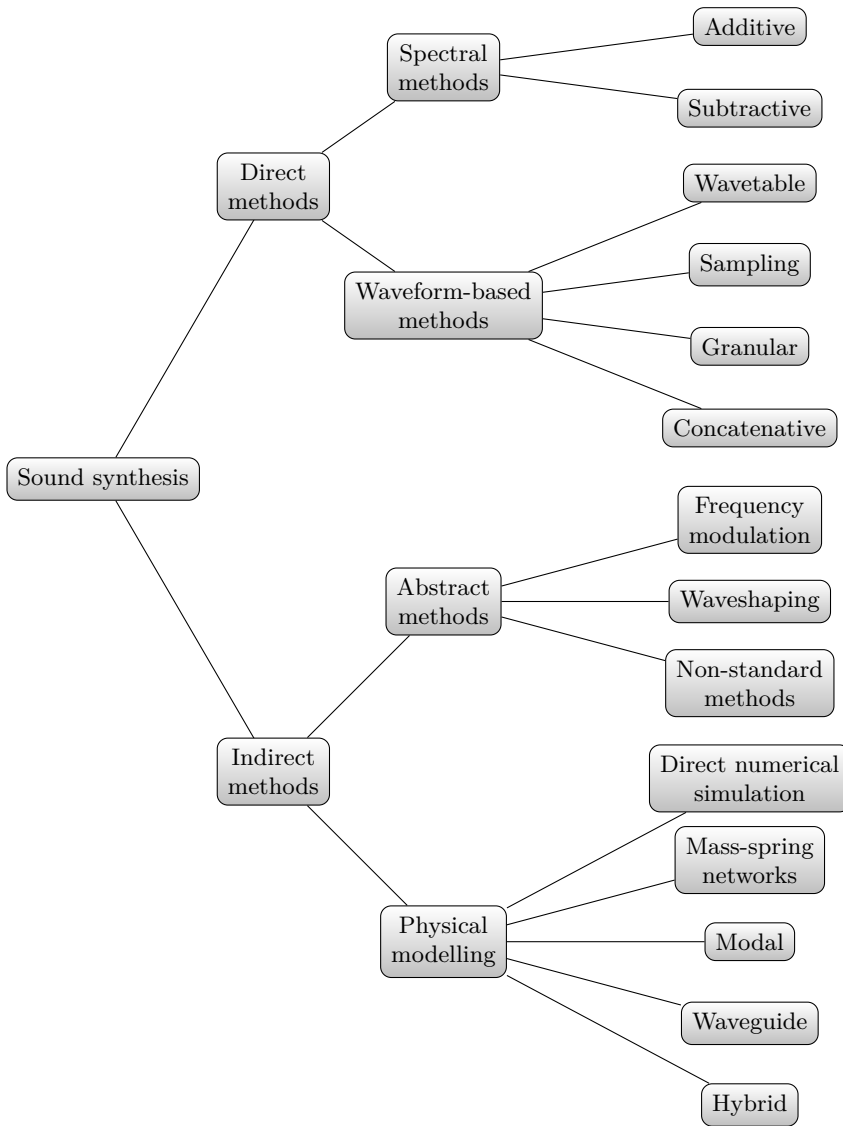 Additive
Spectral
methods
Subtractive
Direct
methods
Wavetable
Sampling
Waveform-based
methods
Granular
Concatenative
Sound synthesis
Frequency
modulation
Abstract
methods
Waveshaping
Non-standard
methods
Indirect
methods
Direct numerical
simulation
Mass-spring
networks
Physical
modelling
Modal
Waveguide
Hybrid